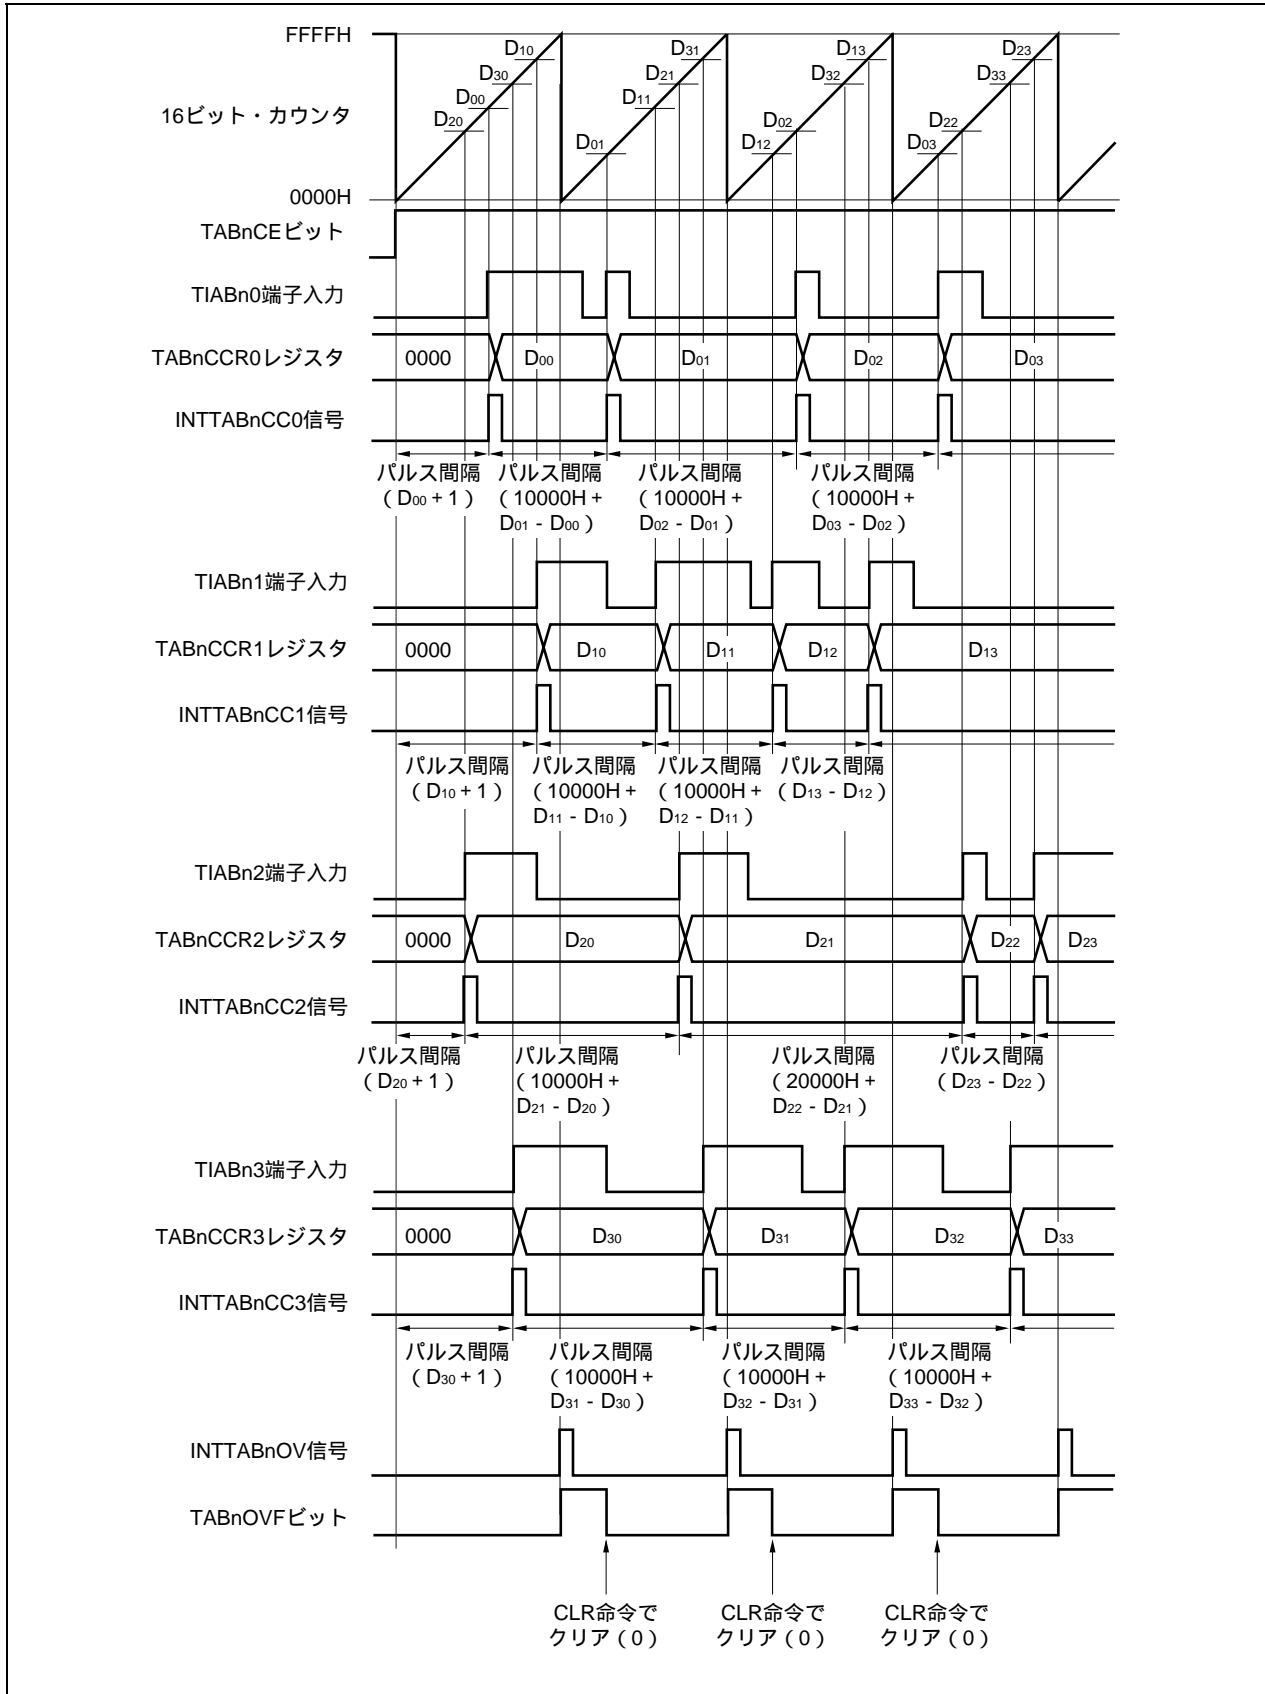 FFFFH
D10
D31
D13
D23
D30
D21
D32
D33
16ビット・カウンタ
D00
D11
D20
D02
D22
D01
D12
D03
0000H
TABnCEビット
TIABn0端子入力
TABnCCR0レジスタ
0000
D00
D01
D02
D03
INTTABnCC0信号
パルス間隔
（D00 + 1）
パルス間隔
（10000H +
D01 - D00）
パルス間隔
（10000H +
D02 - D01）
パルス間隔
（10000H +
D03 - D02）
TIABn1端子入力
TABnCCR1レジスタ
0000
D10
D11
D12
D13
INTTABnCC1信号
パルス間隔
（D10 + 1）
パルス間隔
（10000H +
D11 - D10）
パルス間隔
（10000H +
D12 - D11）
パルス間隔
（D13 - D12）
TIABn2端子入力
TABnCCR2レジスタ
0000
D20
D21
D22
D23
INTTABnCC2信号
パルス間隔
（D20 + 1）
パルス間隔
（10000H +
D21 - D20）
パルス間隔
（20000H +
D22 - D21）
パルス間隔
（D23 - D22）
TIABn3端子入力
TABnCCR3レジスタ
0000
D30
D31
D32
D33
INTTABnCC3信号
パルス間隔
（D30 + 1）
パルス間隔
（10000H +
D31 - D30）
パルス間隔
（10000H +
D32 - D31）
パルス間隔
（10000H +
D33 - D32）
INTTABnOV信号
TABnOVFビット
CLR命令で
クリア（0）
CLR命令で
クリア（0）
CLR命令で
クリア（0）